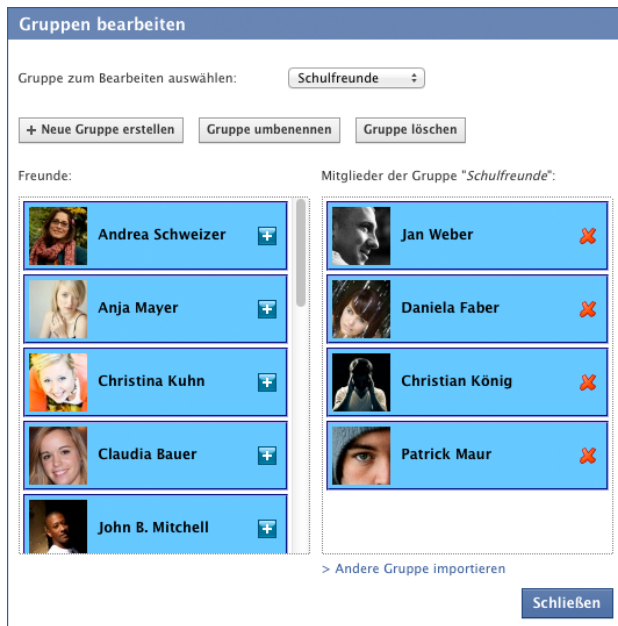 Gruppen bearbeiten
Gruppe zum Bearbeiten auswählen: Schulfreunde
+ Neue Gruppe erstellen Gruppe umbenennen Gruppe löschen
Freunde:
Andrea Schweizer
Anja Mayer
Christina Kuhn
Claudia Bauer
John B. Mitchell
Mitglieder der Gruppe "Schulfreunde":
Jan Weber
Daniela Faber
Christian König
Patrick Maur
> Andere Gruppe importieren
Schließen